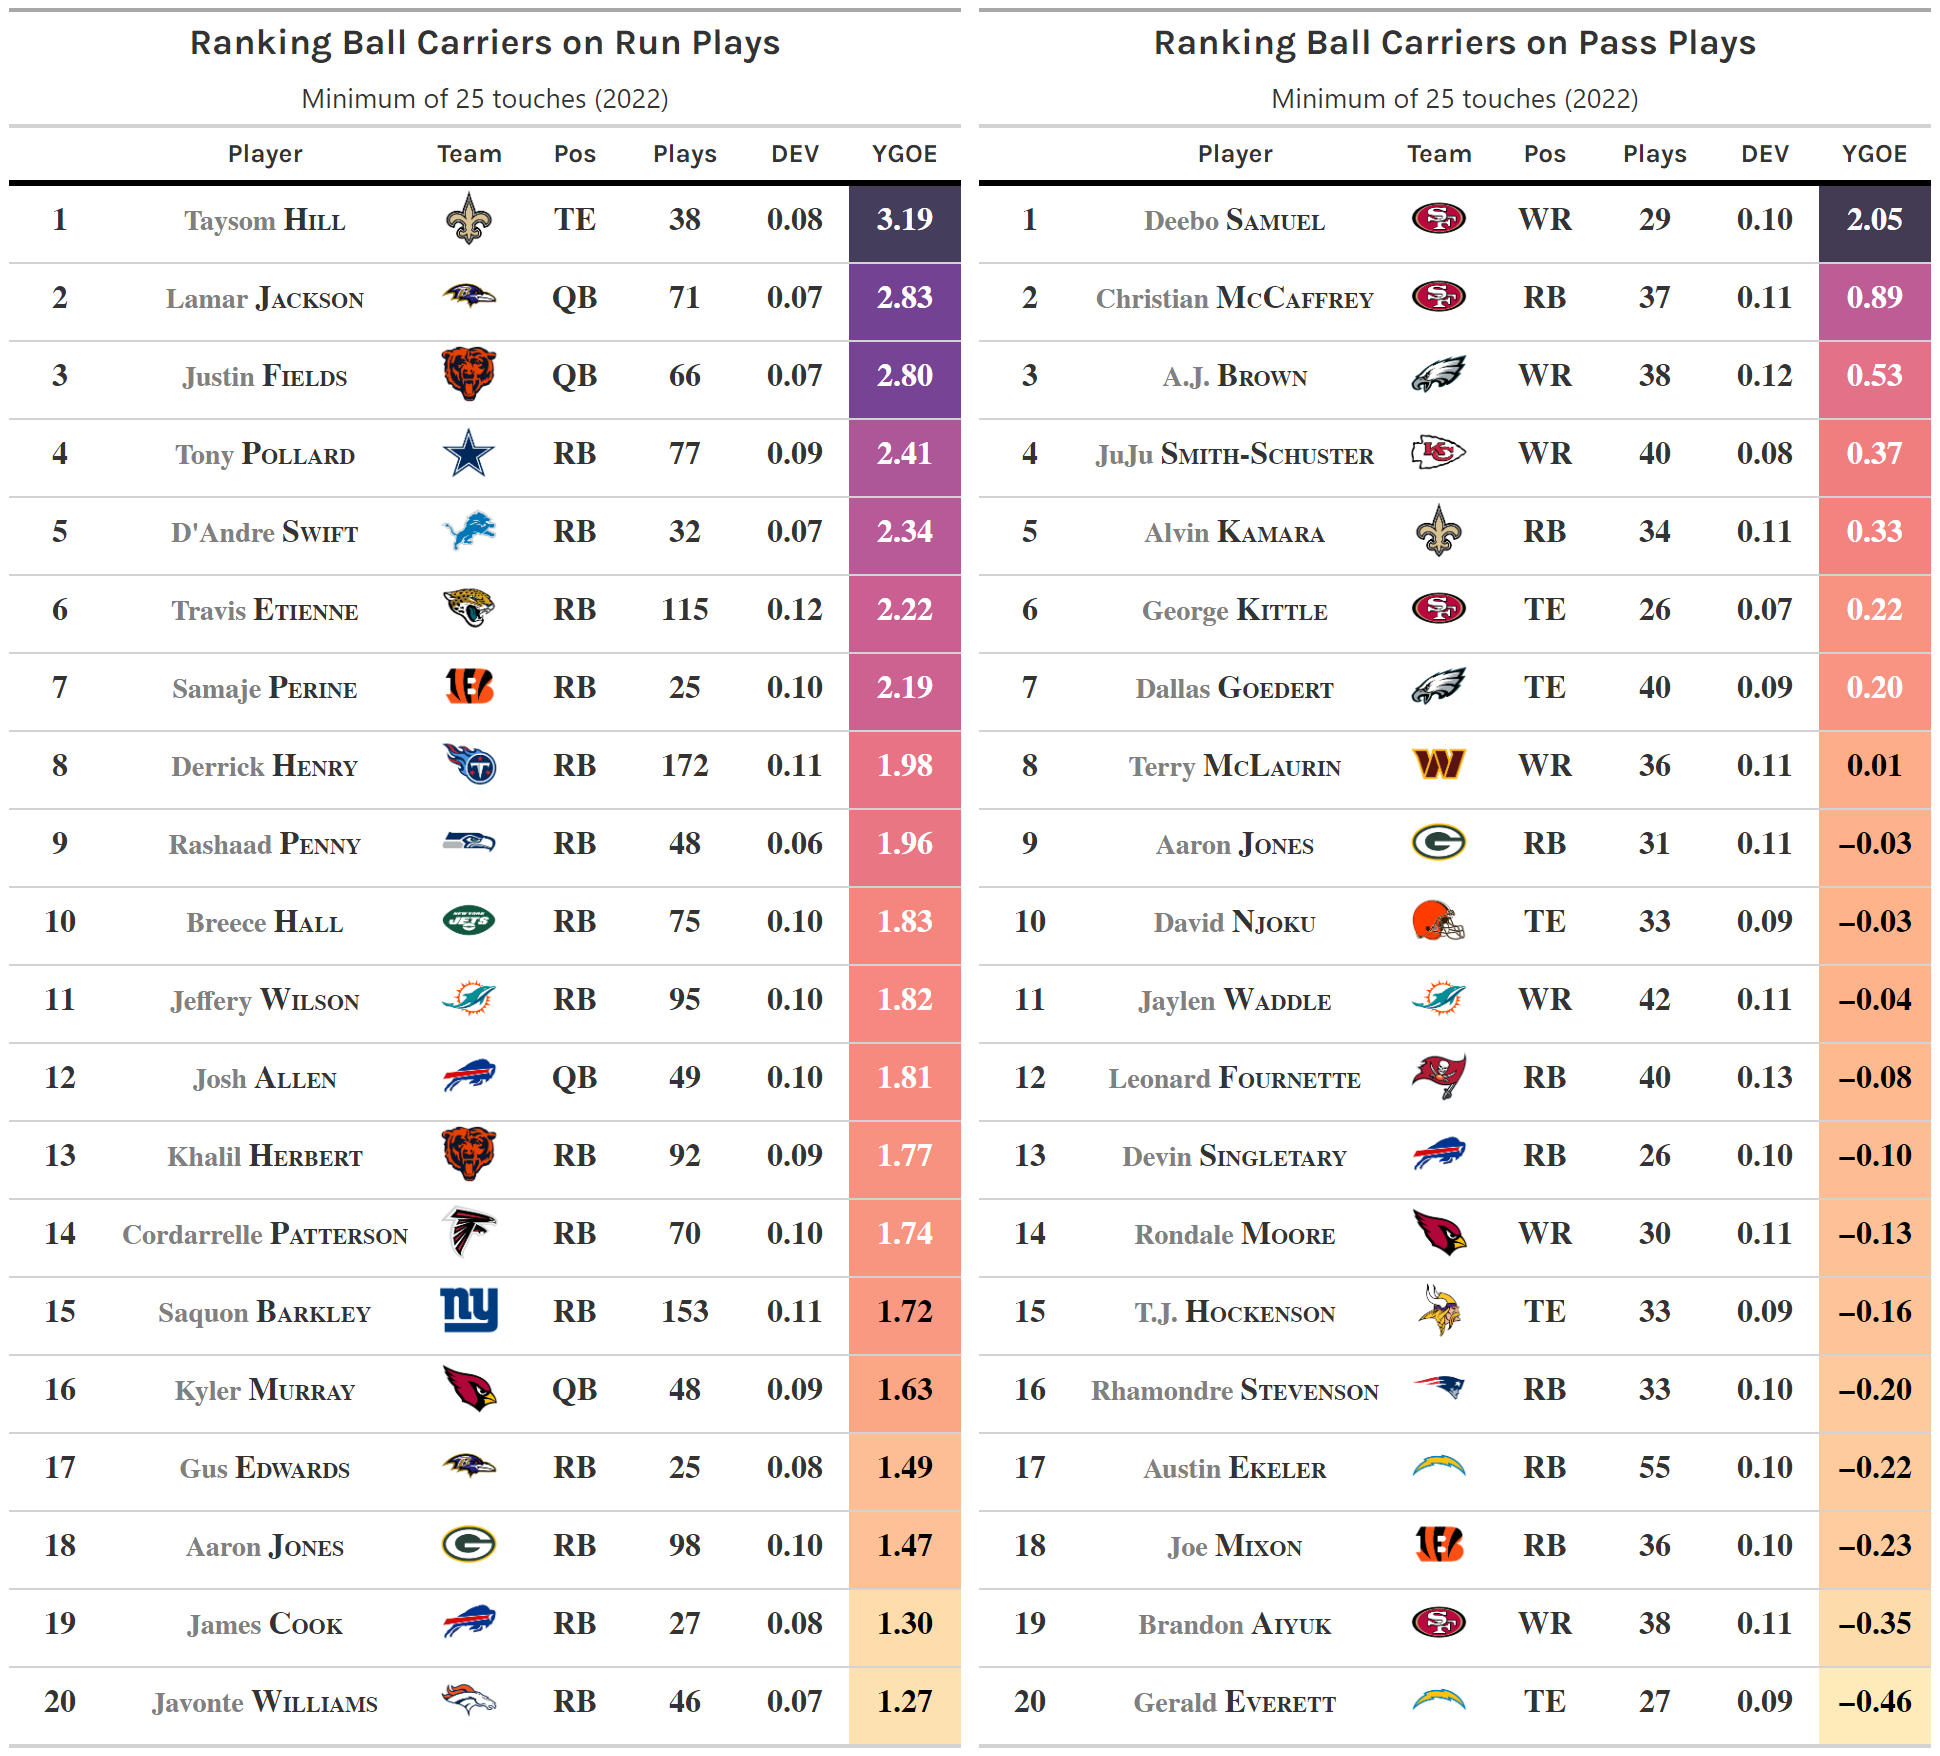 Ranking Ball Carriers on Run Plays
Minimum of 25 touches (2022)
Player Team Pos Plays DEV YGOE
1 Taysom HILL TE 38 0.08 3.19
2 Lamar JACKSON QB 71 0.07 2.83
3 Justin FIELDS QB 66 0.07 2.80
4 Tony POLLARD RB 77 0.09 2.41
5 D'Andre SWIFT RB 32 0.07 2.34
6 Travis ETIENNE RB 115 0.12 2.22
7 Samaje PERINE RB 25 0.10 2.19
8 Derrick HENRY RB 172 0.11 1.98
9 Rashaad PENNY RB 48 0.06 1.96
10 Breece HALL NEW YORK JETS RB 75 0.10 1.83
11 Jeffery WILSON RB 95 0.10 1.82
12 Josh ALLEN QB 49 0.10 1.81
13 Khalil HERBERT RB 92 0.09 1.77
14 Cordarrelle PATTERSON RB 70 0.10 1.74
15 Saquon BARKLEY ny RB 153 0.11 1.72
16 Kyler MURRAY QB 48 0.09 1.63
17 Gus EDWARDS RB 25 0.08 1.49
18 Aaron JONES G RB 98 0.10 1.47
19 James COOK RB 27 0.08 1.30
20 Javonte WILLIAMS RB 46 0.07 1.27
Ranking Ball Carriers on Pass Plays
Minimum of 25 touches (2022)
Player Team Pos Plays DEV YGOE
1 Deebo SAMUEL SF WR 29 0.10 2.05
2 Christian MCCAFFREY SF RB 37 0.11 0.89
3 A.J. BROWN WR 38 0.12 0.53
4 JuJu SMITH-SCHUSTER KC WR 40 0.08 0.37
5 Alvin KAMARA RB 34 0.11 0.33
6 George KITTLE SF TE 26 0.07 0.22
7 Dallas GOEDERT TE 40 0.09 0.20
8 Terry MCLAURIN W WR 36 0.11 0.01
9 Aaron JONES G RB 31 0.11 −0.03
10 David NJOKU TE 33 0.09 −0.03
11 Jaylen WADDLE WR 42 0.11 −0.04
12 Leonard FOURNETTE RB 40 0.13 −0.08
13 Devin SINGLETARY RB 26 0.10 −0.10
14 Rondale MOORE WR 30 0.11 −0.13
15 T.J. HOCKENSON TE 33 0.09 −0.16
16 Rhamondre STEVENSON RB 33 0.10 −0.20
17 Austin EKELER RB 55 0.10 −0.22
18 Joe MIXON RB 36 0.10 −0.23
19 Brandon AIYUK SF WR 38 0.11 −0.35
20 Gerald EVERETT TE 27 0.09 −0.46